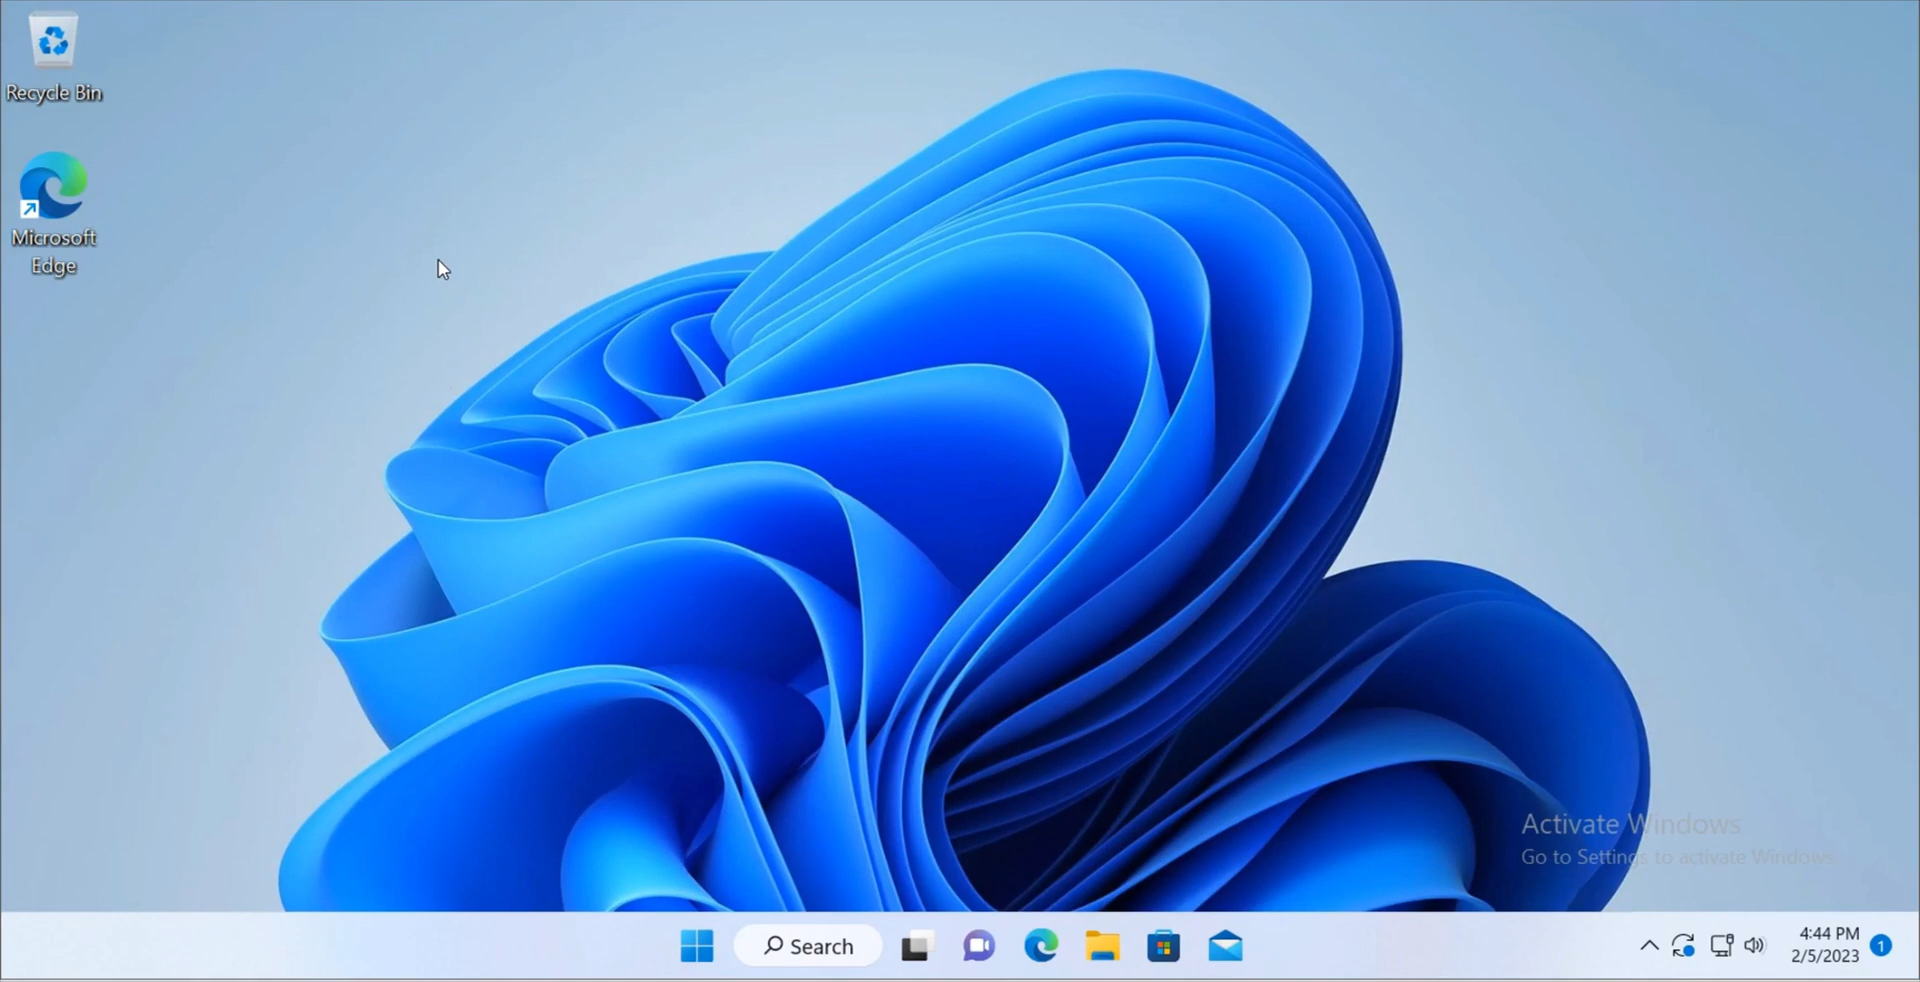 Recycle Bin
Microsoft
Edge
Activate Windows
Go to Settings to activate Windows.
Search
4:44 PM
2/5/2023
1